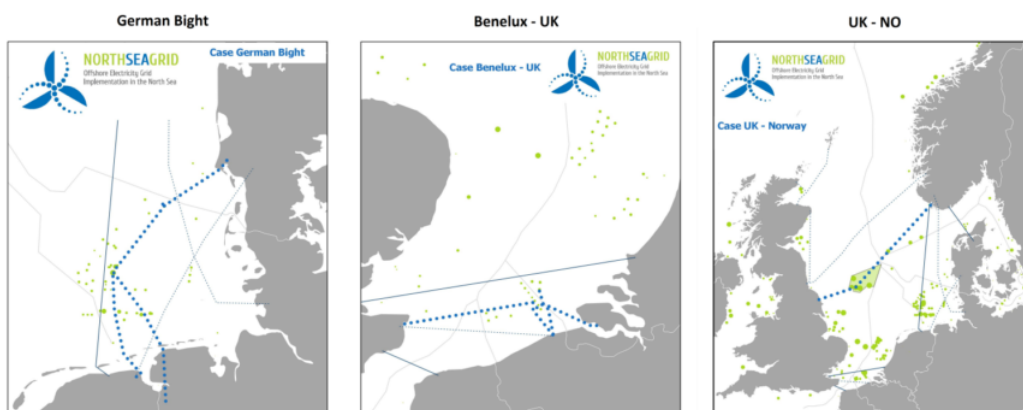 German Bight
NORTHSEAGRID
Offshore Electricity Grid
Implementation in the North Sea
Case German Bight
Benelux - UK
Case Benelux - UK
NORTHSEAGRID
Offshore Electricity Grid
Implementation in the North Sea
UK - NO
NORTHSEAGRID
Offshore Electricity Grid
Implementation in the North Sea
Case UK - Norway